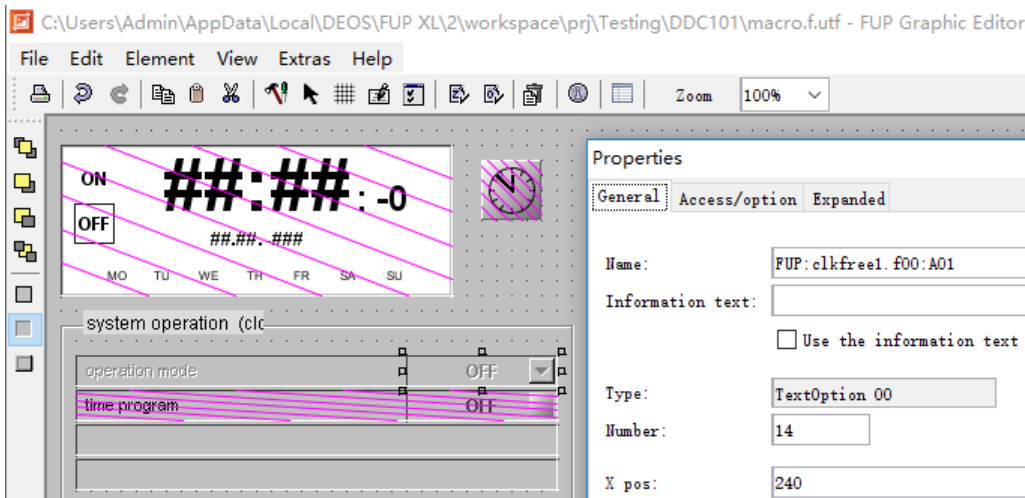 C:\Users\Admin\AppData\Local\DEOS\FUP XL\2\workspace\prj\Testing\DDC101\macro.f.utf - FUP Graphic Editor
File Edit Element View Extras Help
Zoom 100%
Properties
General Access/option Expanded
ON ##:## : -0
OFF
##.##. ###
MO TU WE TH FR SA SU
Name: FUP:clkfree1.f00:A01
Information text:
Use the information text
system operation (clo
operation mode OFF
time program OFF
Type: TextOption 00
Number: 14
X pos: 240